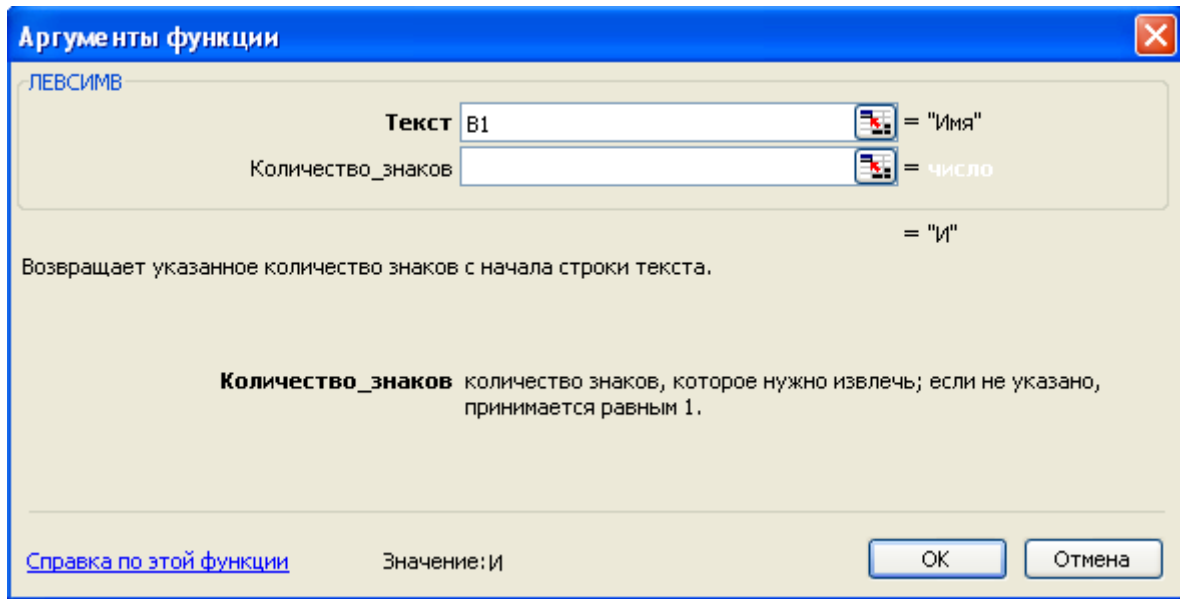 Аргументы функции
ЛЕВСИМВ
Текст B1 = "Имя"
Количество_знаков = число
= "И"
Возвращает указанное количество знаков с начала строки текста.
Количество_знаков количество знаков, которое нужно извлечь; если не указано,
принимается равным 1.
Справка по этой функции Значение:И OK Отмена